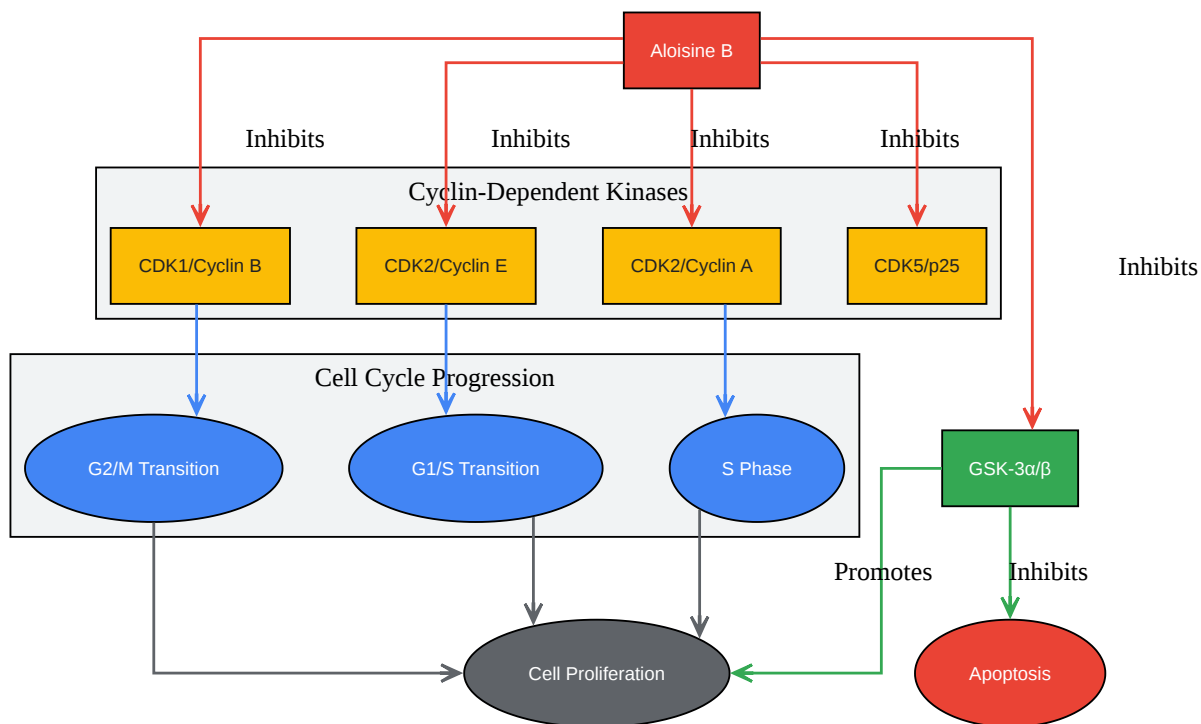 Aloisine B
Inhibits
Inhibits
Inhibits
Inhibits
Cyclin-Dependent Kinases
CDK1/Cyclin B
CDK2/Cyclin E
CDK2/Cyclin A
CDK5/p25
Inhibits
Cell Cycle Progression
G2/M Transition
G1/S Transition
S Phase
GSK-3α/β
Promotes
Inhibits
Cell Proliferation
Apoptosis